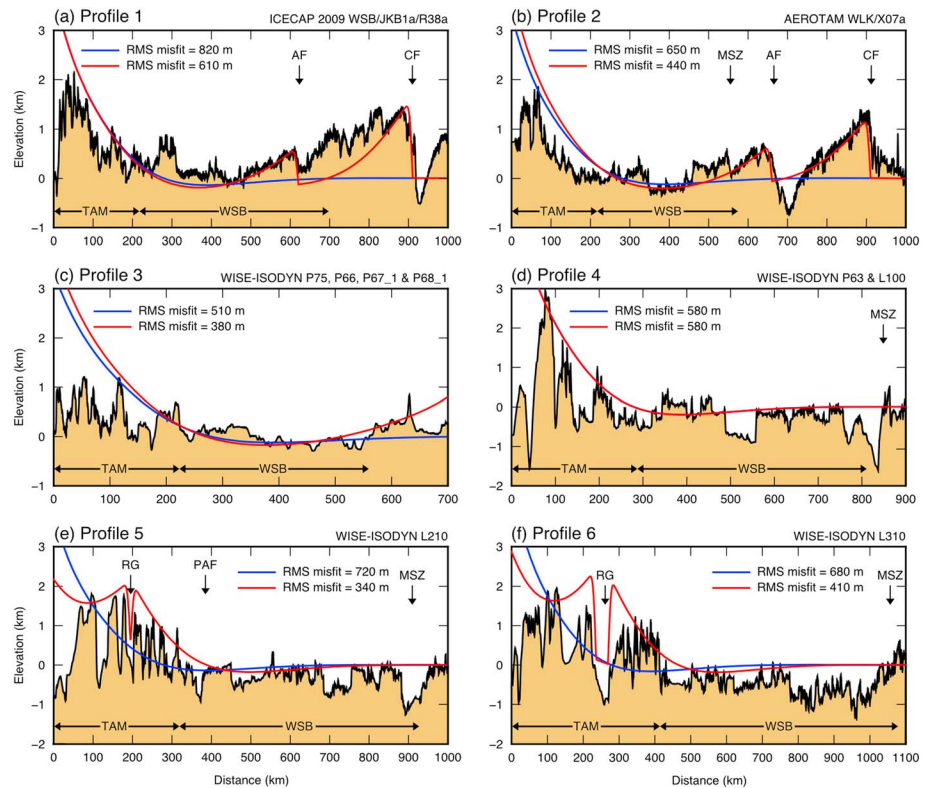 (a) Profile 1 ICECAP 2009 WSB/JKB1a/R38a
RMS misfit = 820 m
RMS misfit = 610 m
AF CF
Elevation (km)
3
2
1
0
−1
TAM WSB
0 100 200 300 400 500 600 700 800 900 1000
(b) Profile 2 AEROTAM WLK/X07a
RMS misfit = 650 m
RMS misfit = 440 m
MSZ AF CF
3
2
1
0
−1
TAM WSB
0 100 200 300 400 500 600 700 800 900 1000
(c) Profile 3 WISE-ISODYN P75, P66, P67_1 & P68_1
RMS misfit = 510 m
RMS misfit = 380 m
Elevation (km)
3
2
1
0
−1
TAM WSB
0 100 200 300 400 500 600 700
(d) Profile 4 WISE-ISODYN P63 & L100
RMS misfit = 580 m
RMS misfit = 580 m
MSZ
3
2
1
0
−1
−2
TAM WSB
0 100 200 300 400 500 600 700 800 900
(e) Profile 5 WISE-ISODYN L210
RG PAF
RMS misfit = 720 m
RMS misfit = 340 m
MSZ
Elevation (km)
3
2
1
0
−1
−2
TAM WSB
0 100 200 300 400 500 600 700 800 900 1000
Distance (km)
(f) Profile 6 WISE-ISODYN L310
RMS misfit = 680 m
RMS misfit = 410 m
RG MSZ
3
2
1
0
−1
−2
TAM WSB
0 100 200 300 400 500 600 700 800 900 1000 1100
Distance (km)